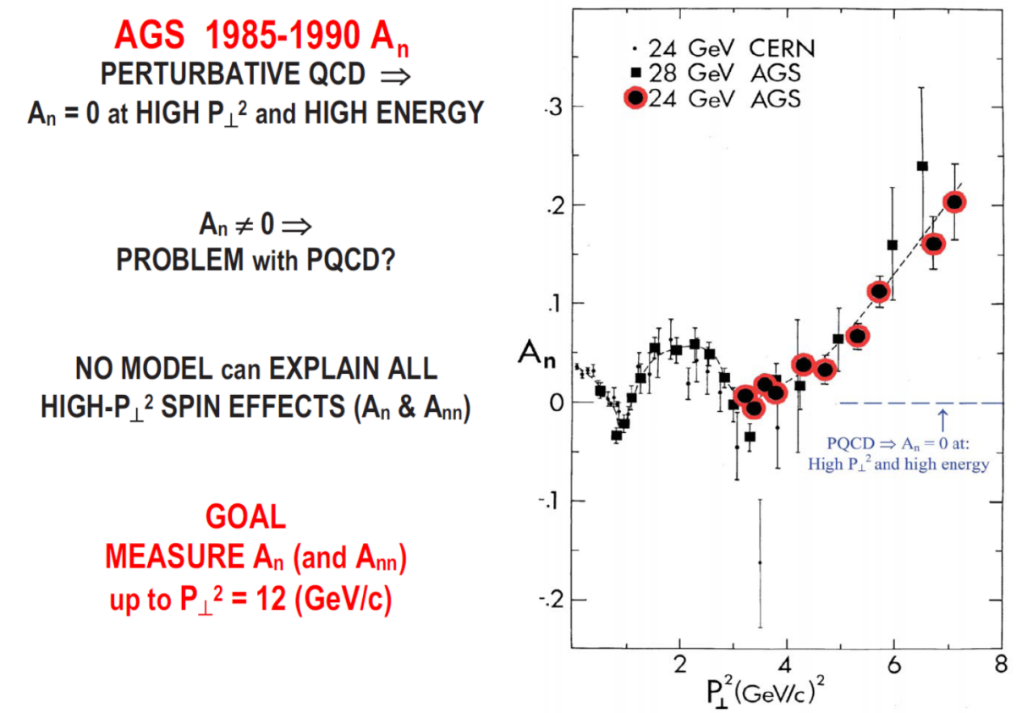 AGS 1985-1990 Aₙ
PERTURBATIVE QCD ⇒
Aₙ = 0 at HIGH P⊥² and HIGH ENERGY
Aₙ ≠ 0 ⇒
PROBLEM with PQCD?
NO MODEL can EXPLAIN ALL
HIGH-P⊥² SPIN EFFECTS (Aₙ & Aₙₙ)
GOAL
MEASURE Aₙ (and Aₙₙ)
up to P⊥² = 12 (GeV/c)
24 GeV CERN
28 GeV AGS
24 GeV AGS
.3
.2
.1
Aₙ
0
-.1
-.2
PQCD ⇒ Aₙ = 0 at:
High P⊥² and high energy
2 4 6 8
P⊥² (GeV/c)²